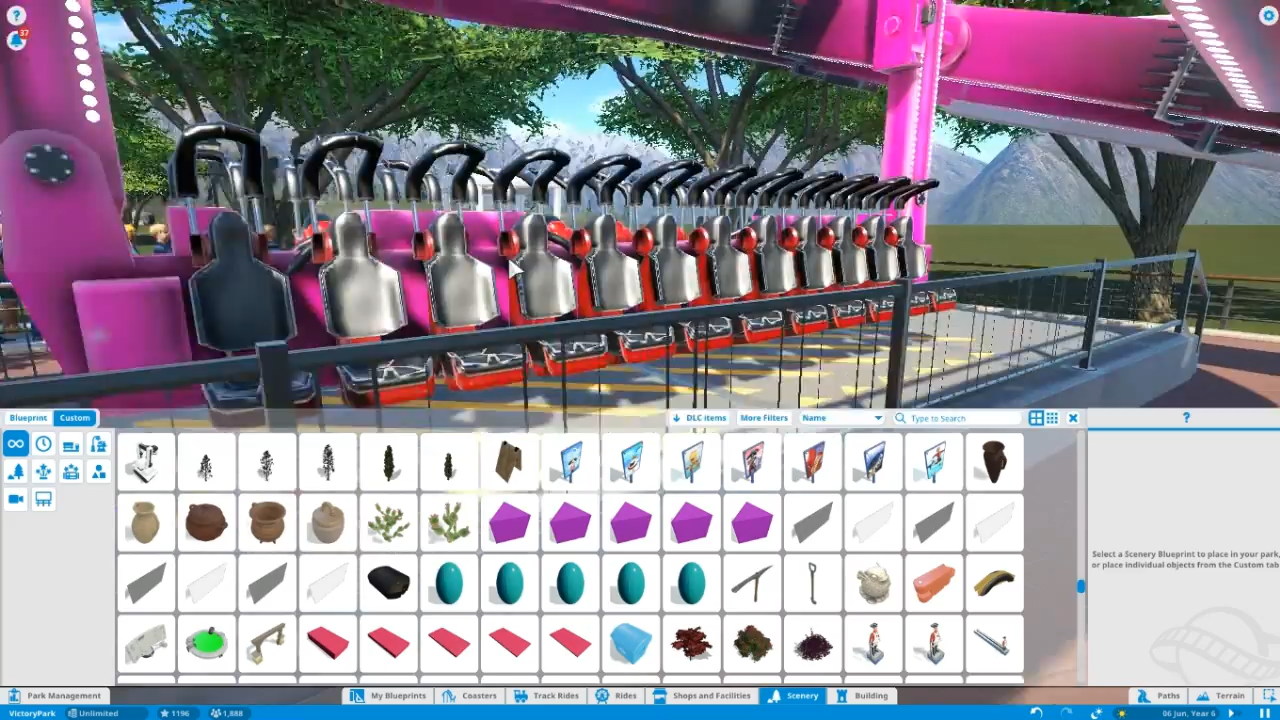 ?
37
Blueprint Custom DLC items More Filters Name Type to Search ?
Select a Scenery Blueprint to place in your park,
or place individual objects from the Custom tab
Park Management My Blueprints Coasters Track Rides Rides Shops and Facilities Scenery Building Paths Terrain
VictoryPark Unlimited 1196 1,888 06 Jun, Year 6